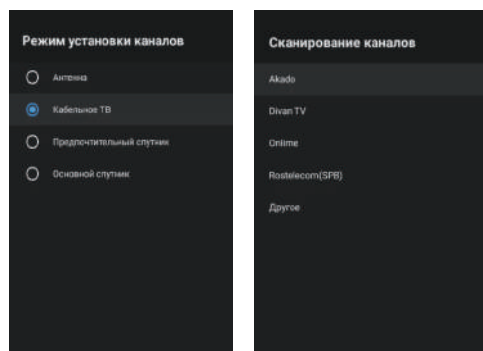 Режим установки каналов
Антенна
Кабельное ТВ
Предпочтительный спутник
Основной спутник
Сканирование каналов
Akado
Divan TV
Onlime
Rostelecom(SPB)
Другое